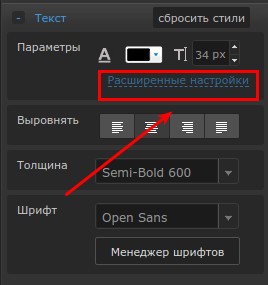 - Текст сбросить стили
Параметры A T 34 px
Расширенные настройки
Выровнять
Толщина Semi-Bold 600
Шрифт Open Sans
Менеджер шрифтов